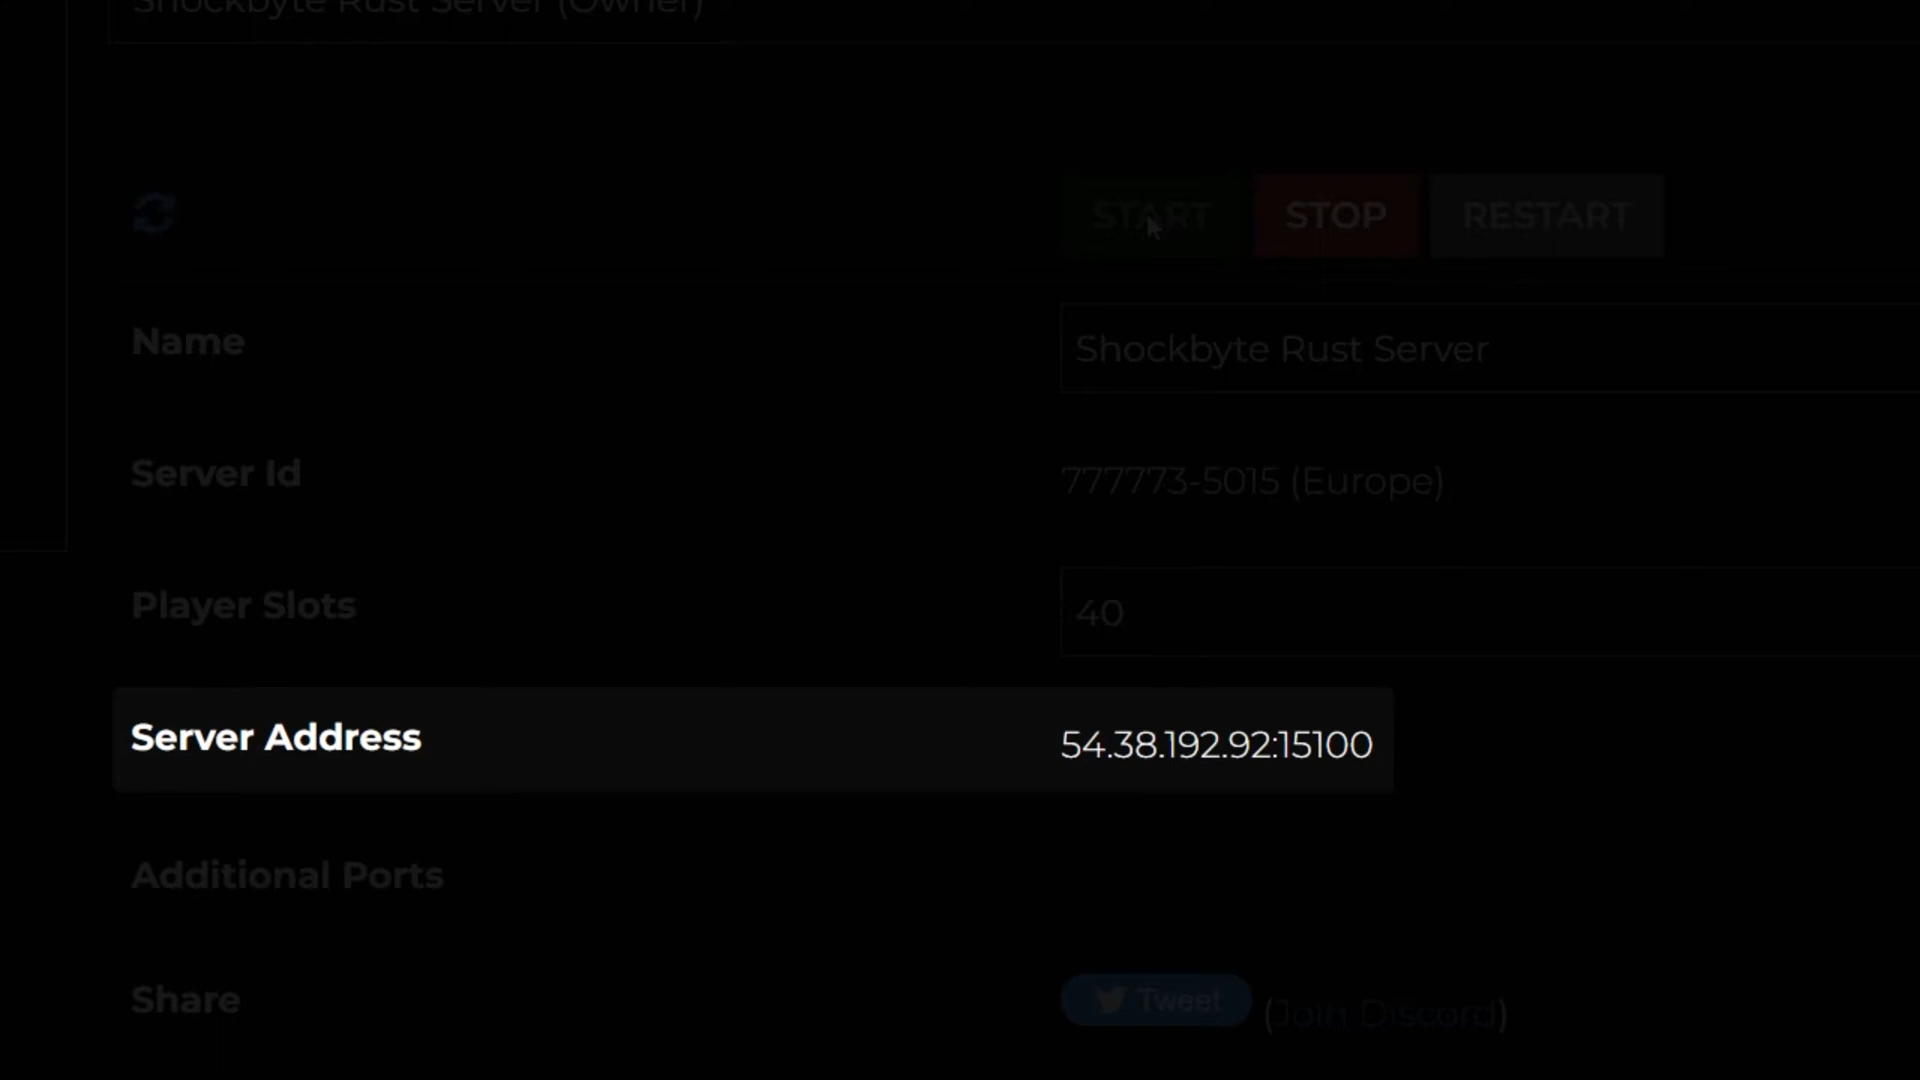 Shockbyte Rust Server (Owner)
START STOP RESTART
Name Shockbyte Rust Server
Server Id 777773-5015 (Europe)
Player Slots 40
Server Address 54.38.192.92:15100
Additional Ports
Share Tweet (Join Discord)